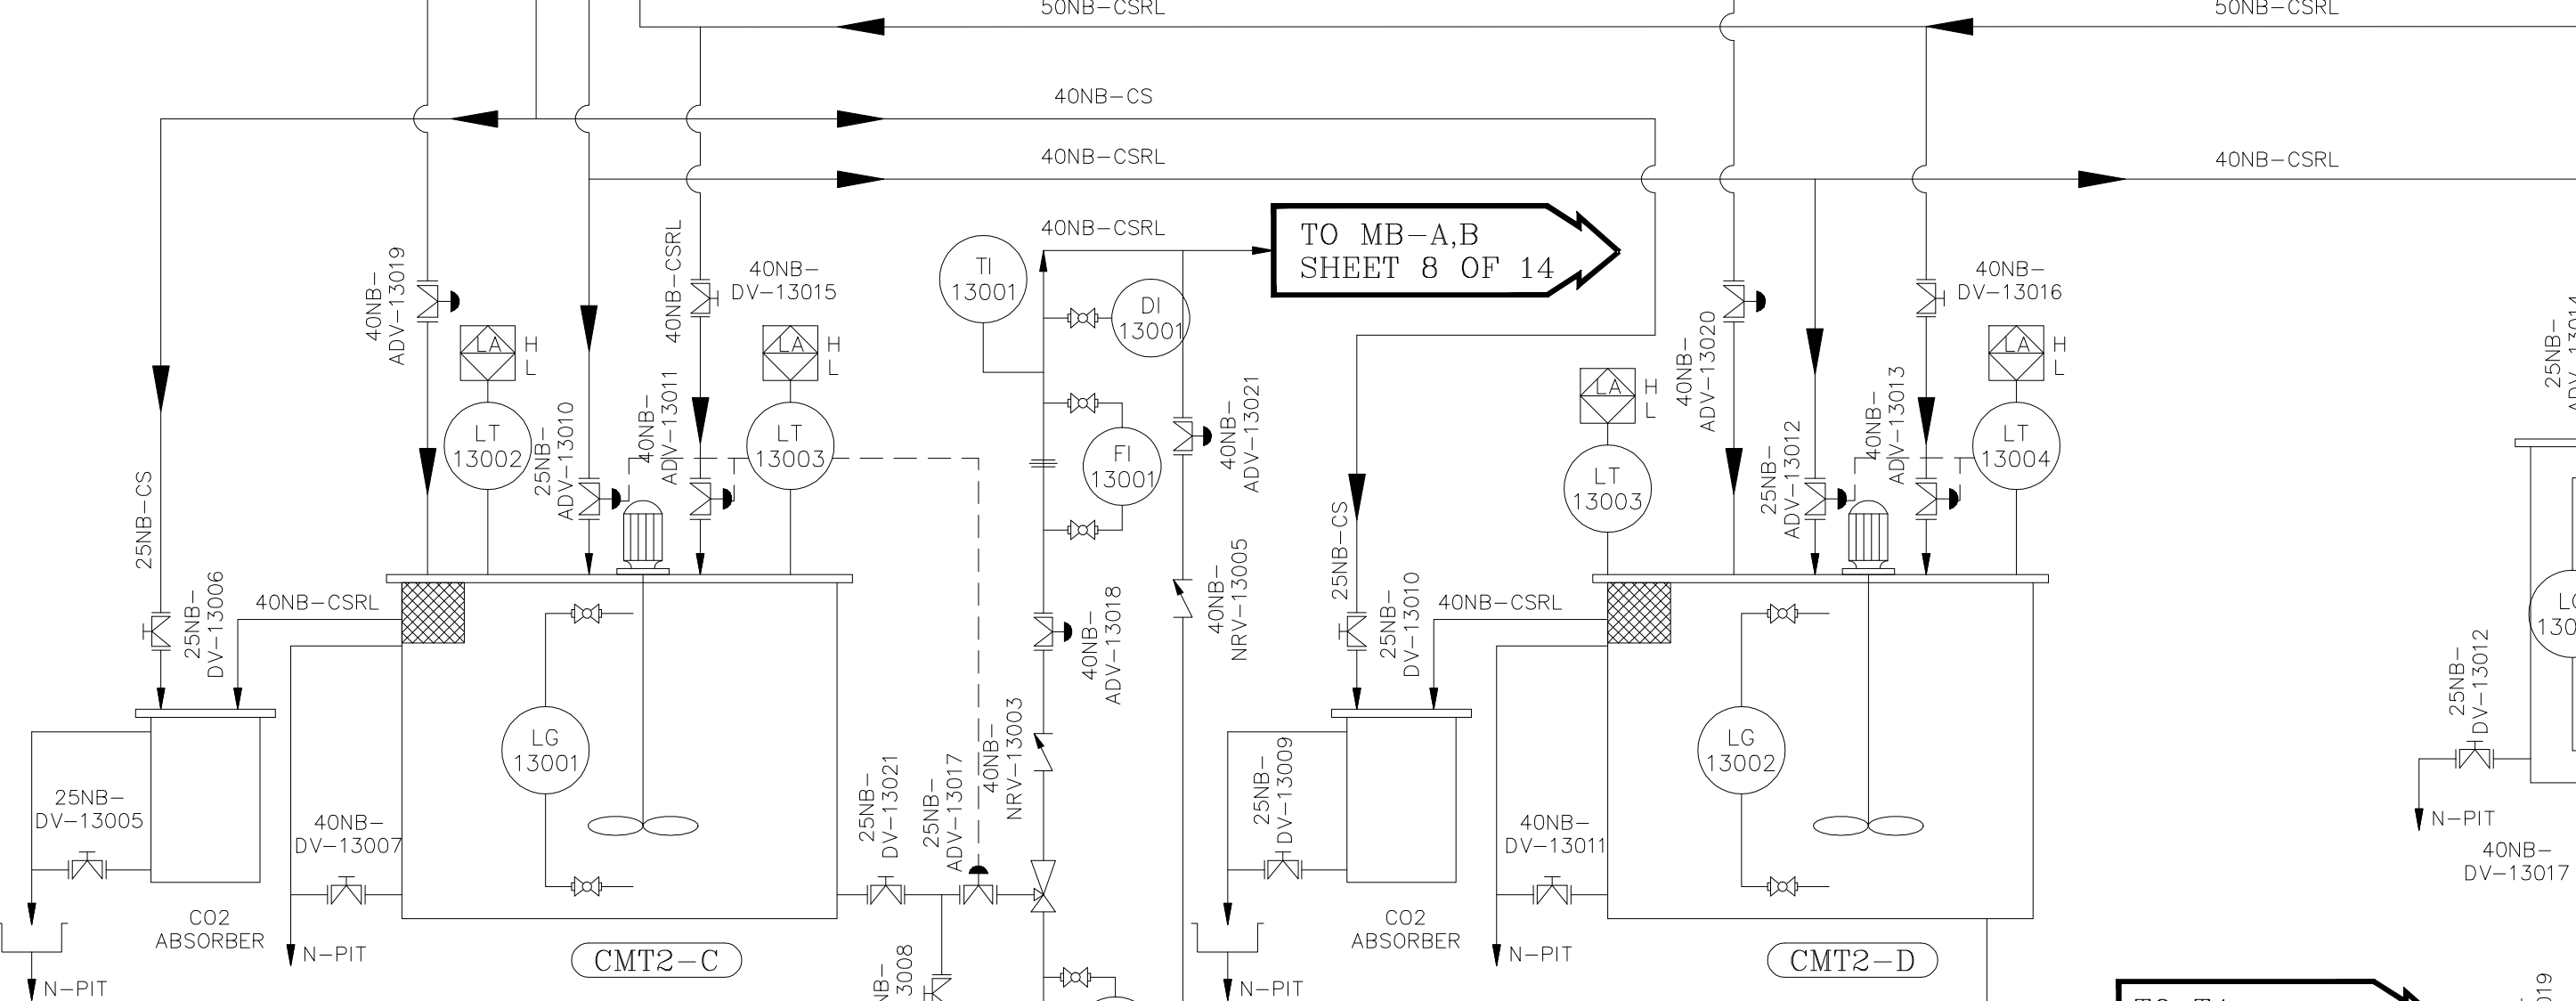 50NB-CSRL
50NB-CSRL
40NB-CS
40NB-CSRL
40NB-CSRL
40NB-CSRL
TO MB-A,B
SHEET 8 OF 14
40NB-
ADV-13019
40NB-CSRL
40NB-
DV-13015
TI
13001
DI
13001
40NB-
DV-13016
LA
H
L
LA
H
L
LA
H
L
LA
H
L
40NB-
ADV-13020
LT
13002
25NB-
ADV-13010
40NB-
ADV-13011
LT
13003
FI
13001
40NB-
ADV-13021
LT
13003
25NB-
ADV-13012
40NB-
ADV-13013
LT
13004
25NB-
25NB-CS
25NB-
DV-13006
40NB-CSRL
40NB-
ADV-13018
40NB-
NRV-13005
25NB-CS
25NB-
DV-13010
40NB-CSRL
25NB-
DV-13012
LG
13001
40NB-
NRV-13003
LG
13002
25NB-
DV-13005
40NB-
DV-13007
25NB-
DV-13021
25NB-
ADV-13017
25NB-
DV-13009
40NB-
DV-13011
N-PIT
40NB-
DV-13017
CO2
ABSORBER
N-PIT
CMT2-C
CO2
ABSORBER
N-PIT
CMT2-D
N-PIT
N-PIT